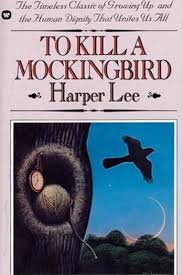 The Timeless Classic of Growing Up and
the Human Dignity That Unites Us All
TO KILL A
MOCKINGBIRD
Harper Lee